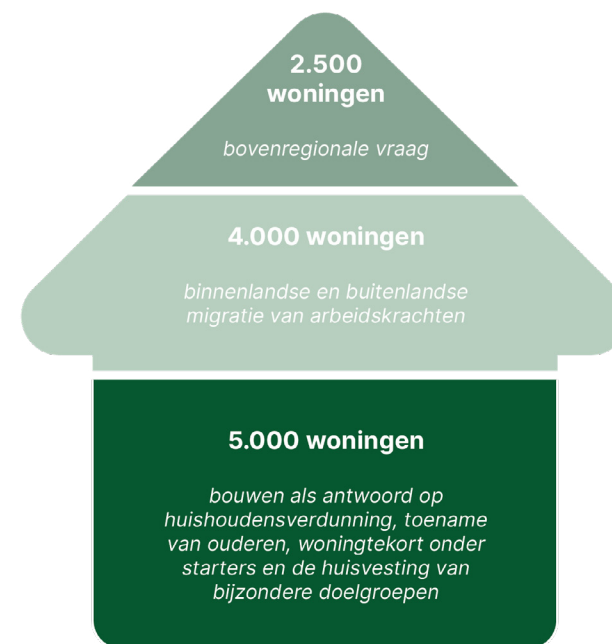 2.500
woningen
bovenregionale vraag
4.000 woningen
binnenlandse en buitenlandse
migratie van arbeidskrachten
5.000 woningen
bouwen als antwoord op
huishoudensverdunning, toename
van ouderen, woningtekort onder
starters en de huisvesting van
bijzondere doelgroepen